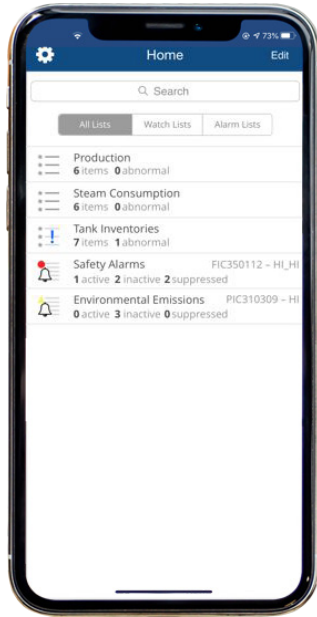 73%
Home
Edit
Search
All Lists
Watch Lists
Alarm Lists
Production
6 items 0 abnormal
Steam Consumption
6 items 0 abnormal
Tank Inventories
7 items 1 abnormal
Safety Alarms FIC350112 – HI_HI
1 active 2 inactive 2 suppressed
Environmental Emissions PIC310309 – HI
0 active 3 inactive 0 suppressed